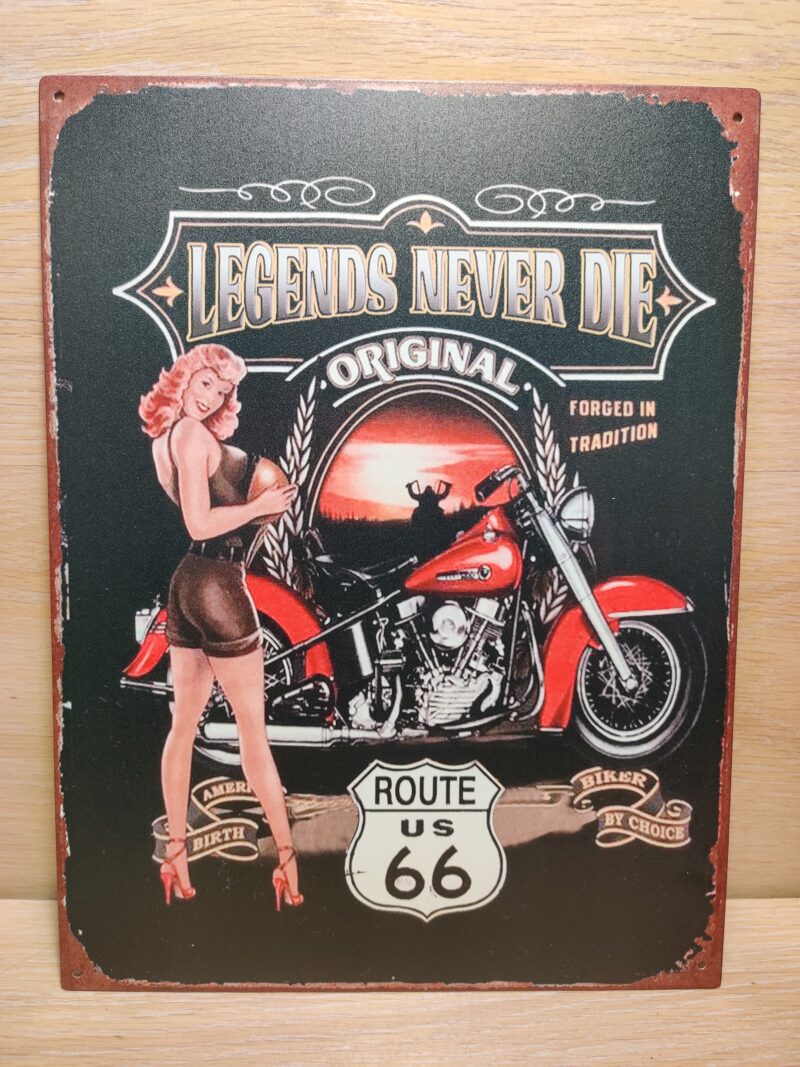 LEGENDS NEVER DIE
ORIGINAL
FORGED IN
TRADITION
BIRTH
BIKER
BY CHOICE
ROUTE
US
66